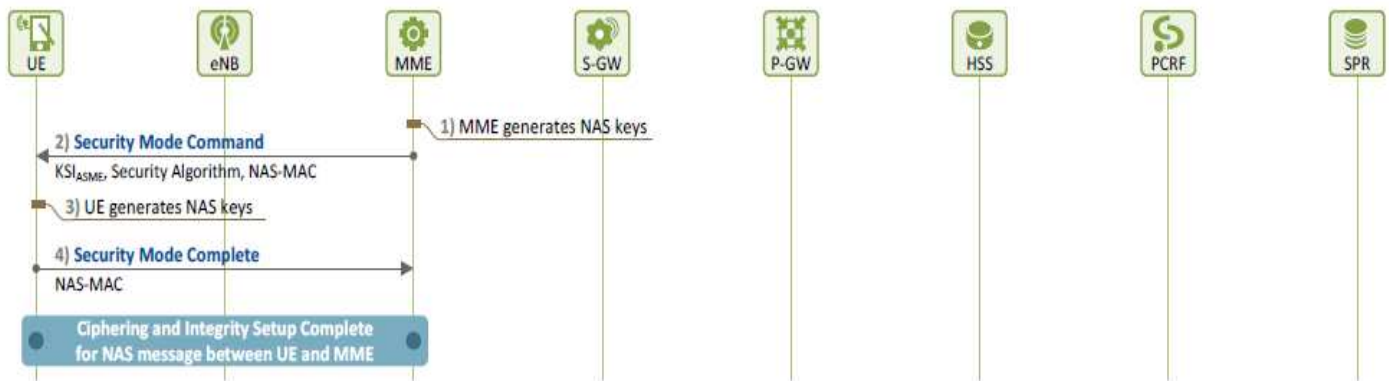 UE
eNB
MME
S-GW
P-GW
HSS
PCRF
SPR
1) MME generates NAS keys
2) Security Mode Command
KSIASME, Security Algorithm, NAS-MAC
3) UE generates NAS keys
4) Security Mode Complete
NAS-MAC
Ciphering and Integrity Setup Complete
for NAS message between UE and MME